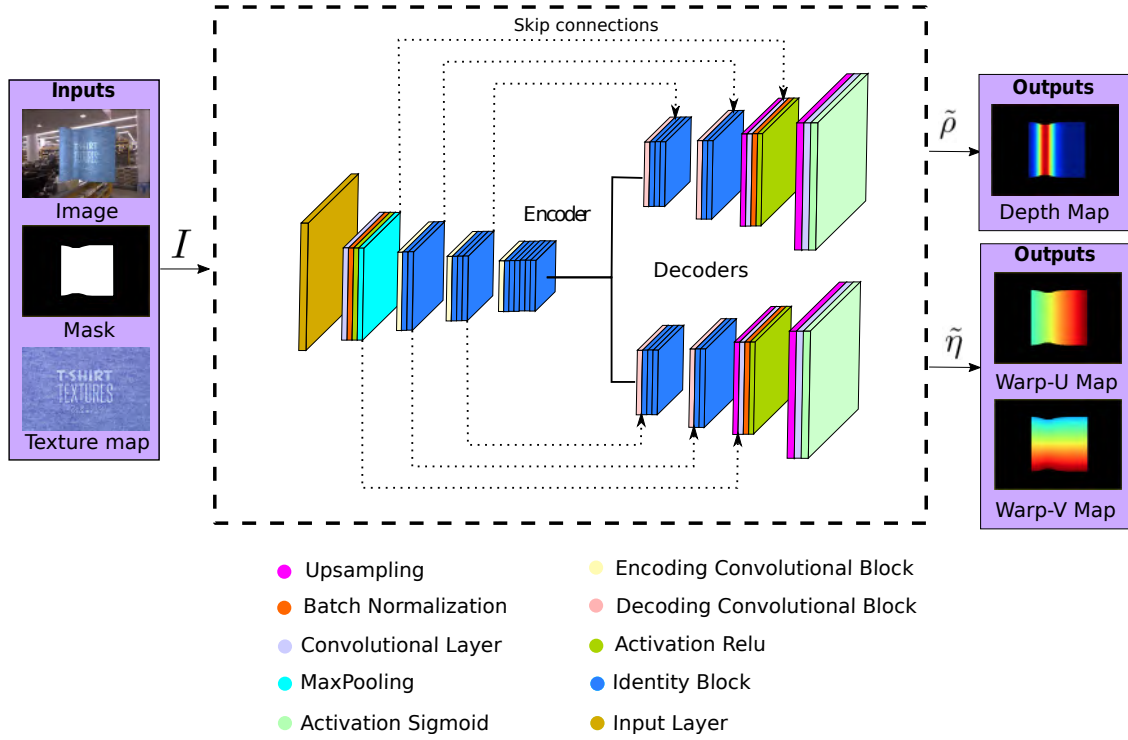 Skip connections
Inputs
T-SHIRT
TEXTURES
Image
Mask
T-SHIRT
TEXTURES
Texture map
I
Encoder
Decoders
ρ̃
Outputs
Depth Map
Outputs
η̃
Warp-U Map
Warp-V Map
Upsampling
Batch Normalization
Convolutional Layer
MaxPooling
Activation Sigmoid
Encoding Convolutional Block
Decoding Convolutional Block
Activation Relu
Identity Block
Input Layer